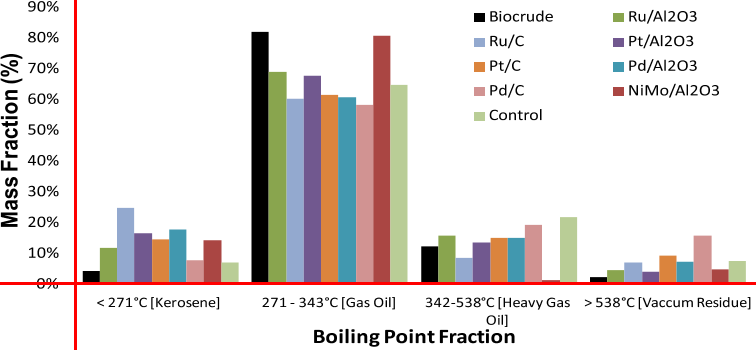 90%
80%
70%
60%
50%
40%
30%
20%
10%
0%
Mass Fraction (%)
Biocrude
Ru/Al2O3
Ru/C
Pt/Al2O3
Pt/C
Pd/Al2O3
Pd/C
NiMo/Al2O3
Control
< 271°C [Kerosene]
271 - 343°C [Gas Oil]
342-538°C [Heavy Gas
Oil]
> 538°C [Vaccum Residue]
Boiling Point Fraction